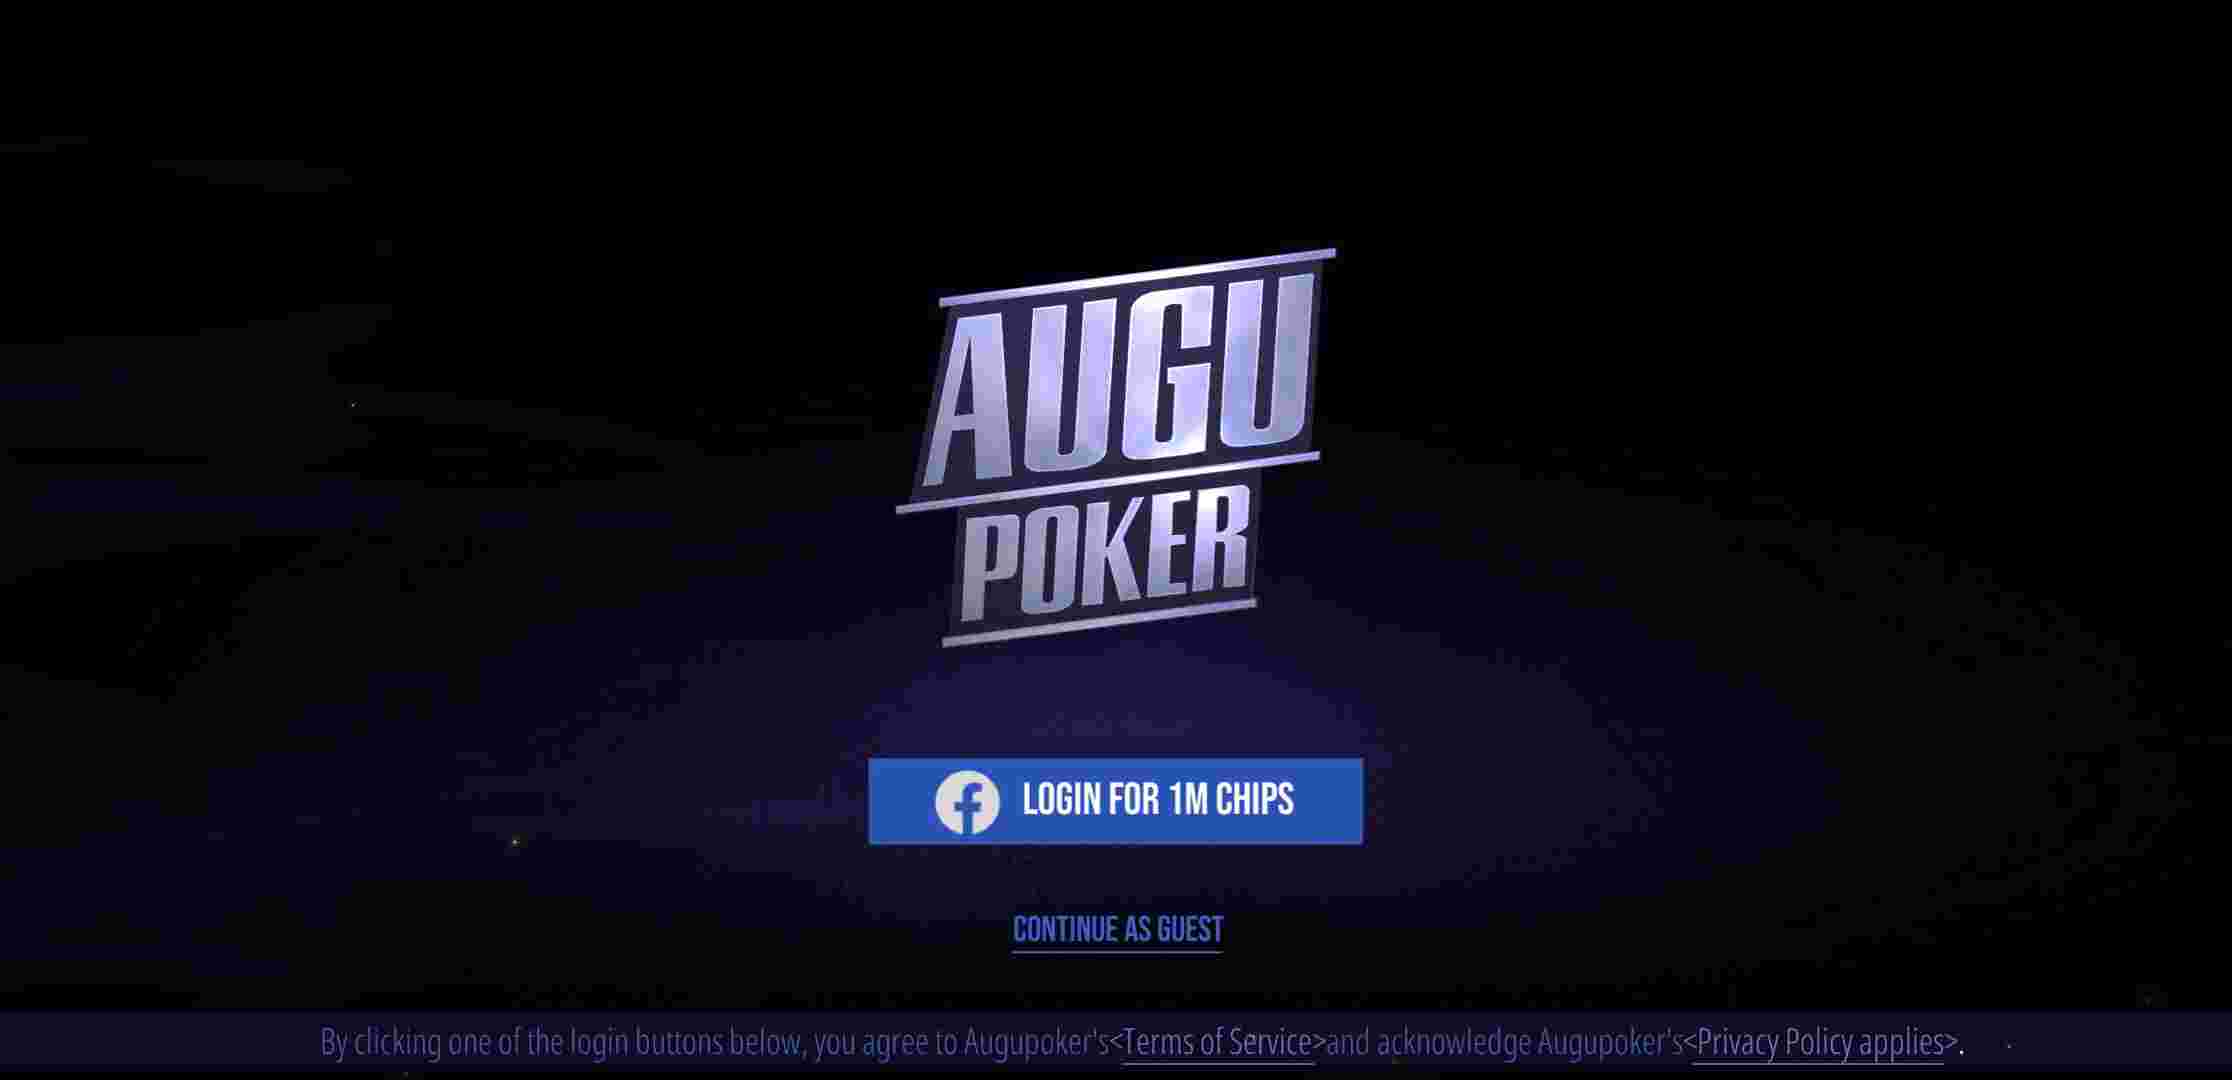 AUGU
POKER
LOGIN FOR 1M CHIPS
CONTINUE AS GUEST
By clicking one of the login buttons below, you agree to Augupoker's<Terms of Service>and acknowledge Augupoker's<Privacy Policy applies>.